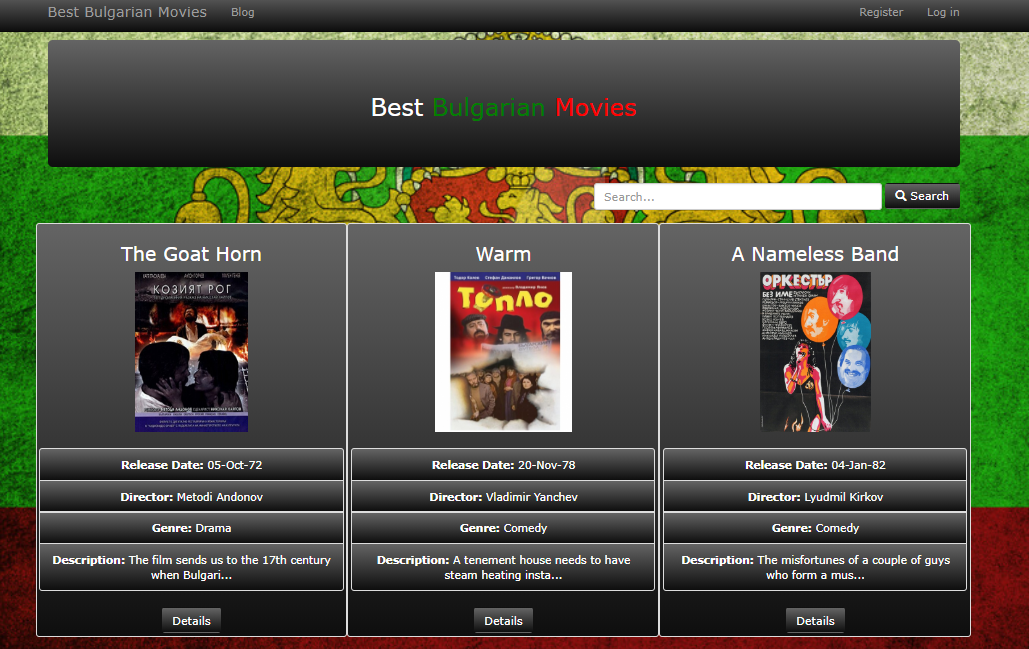 Best Bulgarian Movies Blog Register Log in
Best Bulgarian Movies
Search...
Search
The Goat Horn
КОЗИЯТ РОГ
Release Date: 05-Oct-72
Director: Metodi Andonov
Genre: Drama
Description: The film sends us to the 17th century
when Bulgari...
Details
Warm
Топло
Release Date: 20-Nov-78
Director: Vladimir Yanchev
Genre: Comedy
Description: A tenement house needs to have
steam heating insta...
Details
A Nameless Band
ОРКЕСТЪР
БЕЗ ИМЕ
Release Date: 04-Jan-82
Director: Lyudmil Kirkov
Genre: Comedy
Description: The misfortunes of a couple of guys
who form a mus...
Details